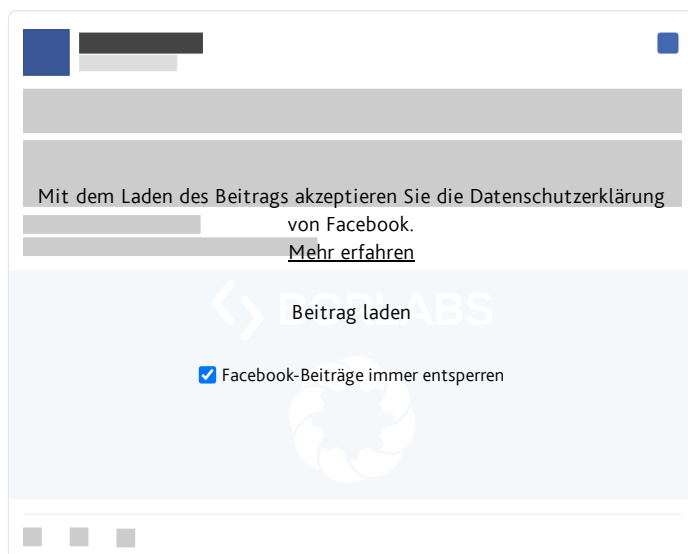 Mit dem Laden des Beitrags akzeptieren Sie die Datenschutzerklärung
von Facebook.
Mehr erfahren
BORLABS
Beitrag laden
Facebook-Beiträge immer entsperren